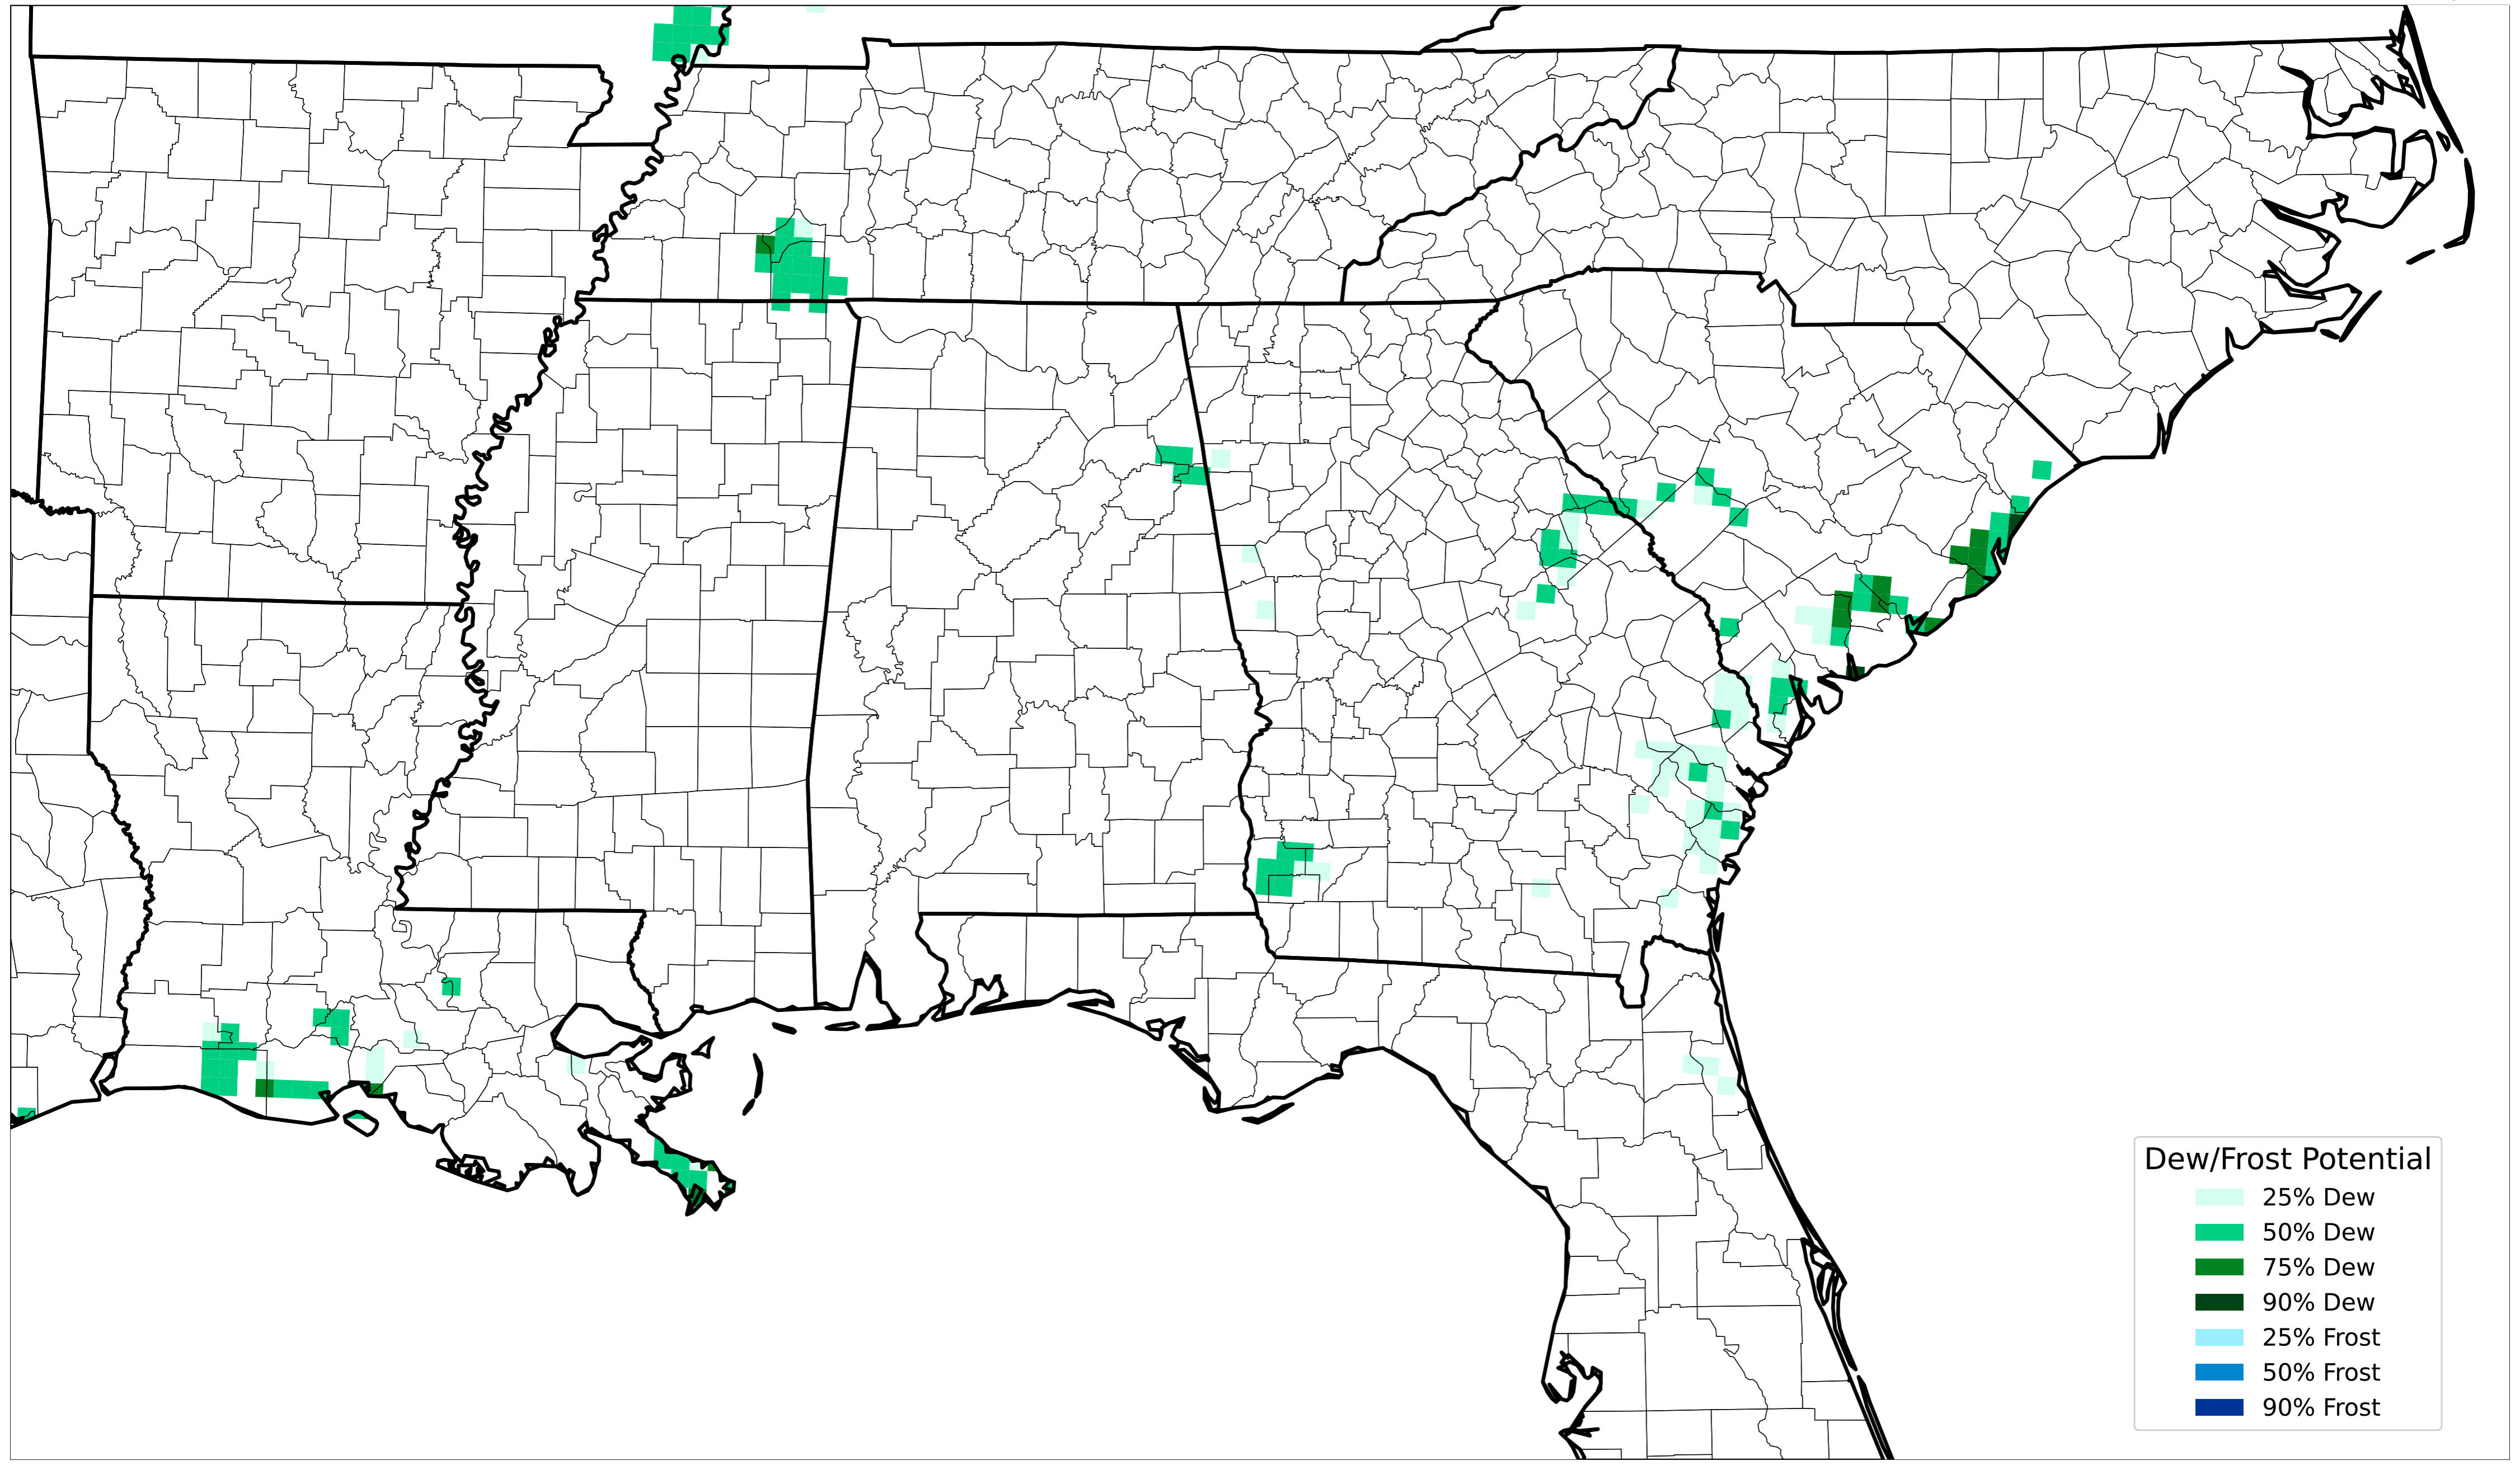 Dew/Frost Potential
25% Dew
50% Dew
75% Dew
90% Dew
25% Frost
50% Frost
90% Frost